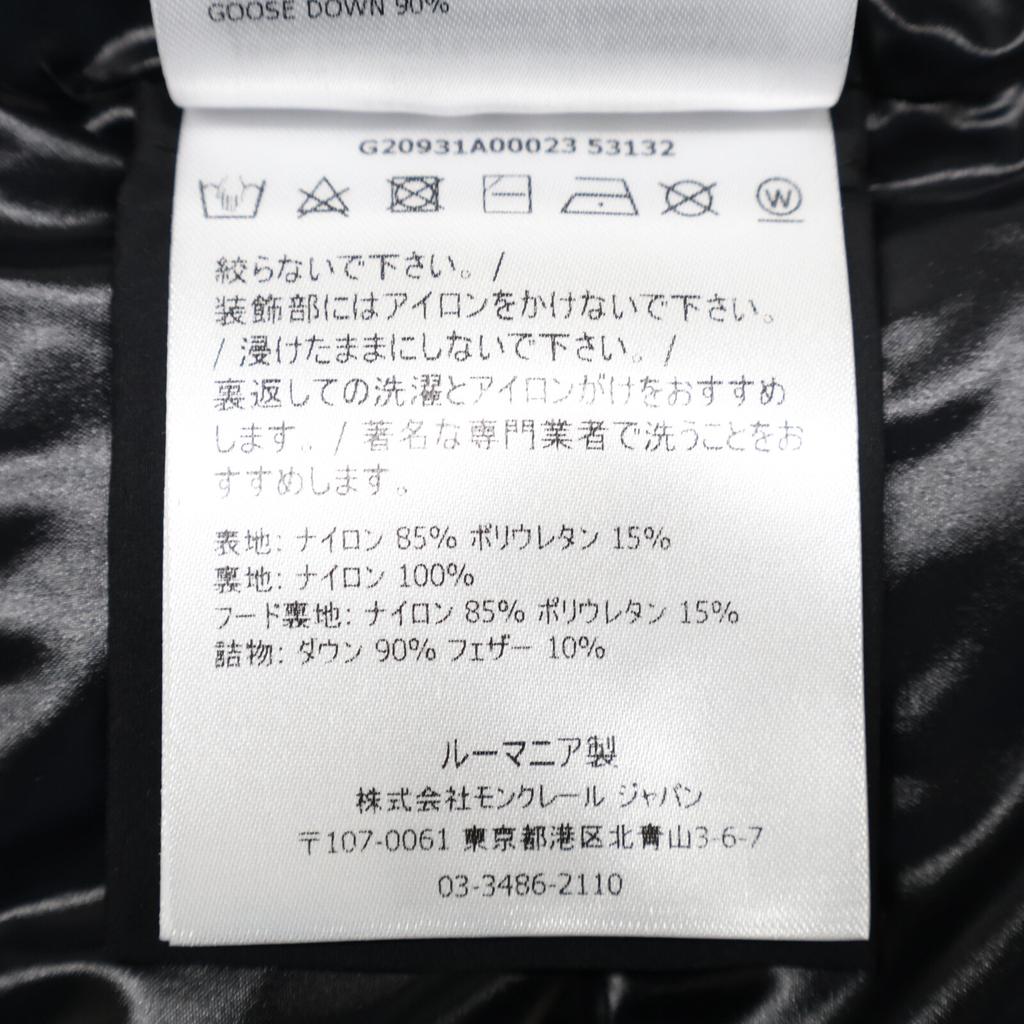 GOOSE DOWN 90%
G20931A00023 53132
W
絞らないで下さい。/
装飾部にはアイロンをかけないで下さい。
/ 浸けたままにしないで下さい。/
裏返しての洗濯とアイロンがけをおすすめ
します。/ 著名な専門業者で洗うことをお
すすめします。
表地: ナイロン 85% ポリウレタン 15%
裏地: ナイロン 100%
フード裏地: ナイロン 85% ポリウレタン 15%
詰物: ダウン 90% フェザー 10%
ルーマニア製
株式会社モンクレール ジャパン
〒107-0061 東京都港区北青山3-6-7
03-3486-2110